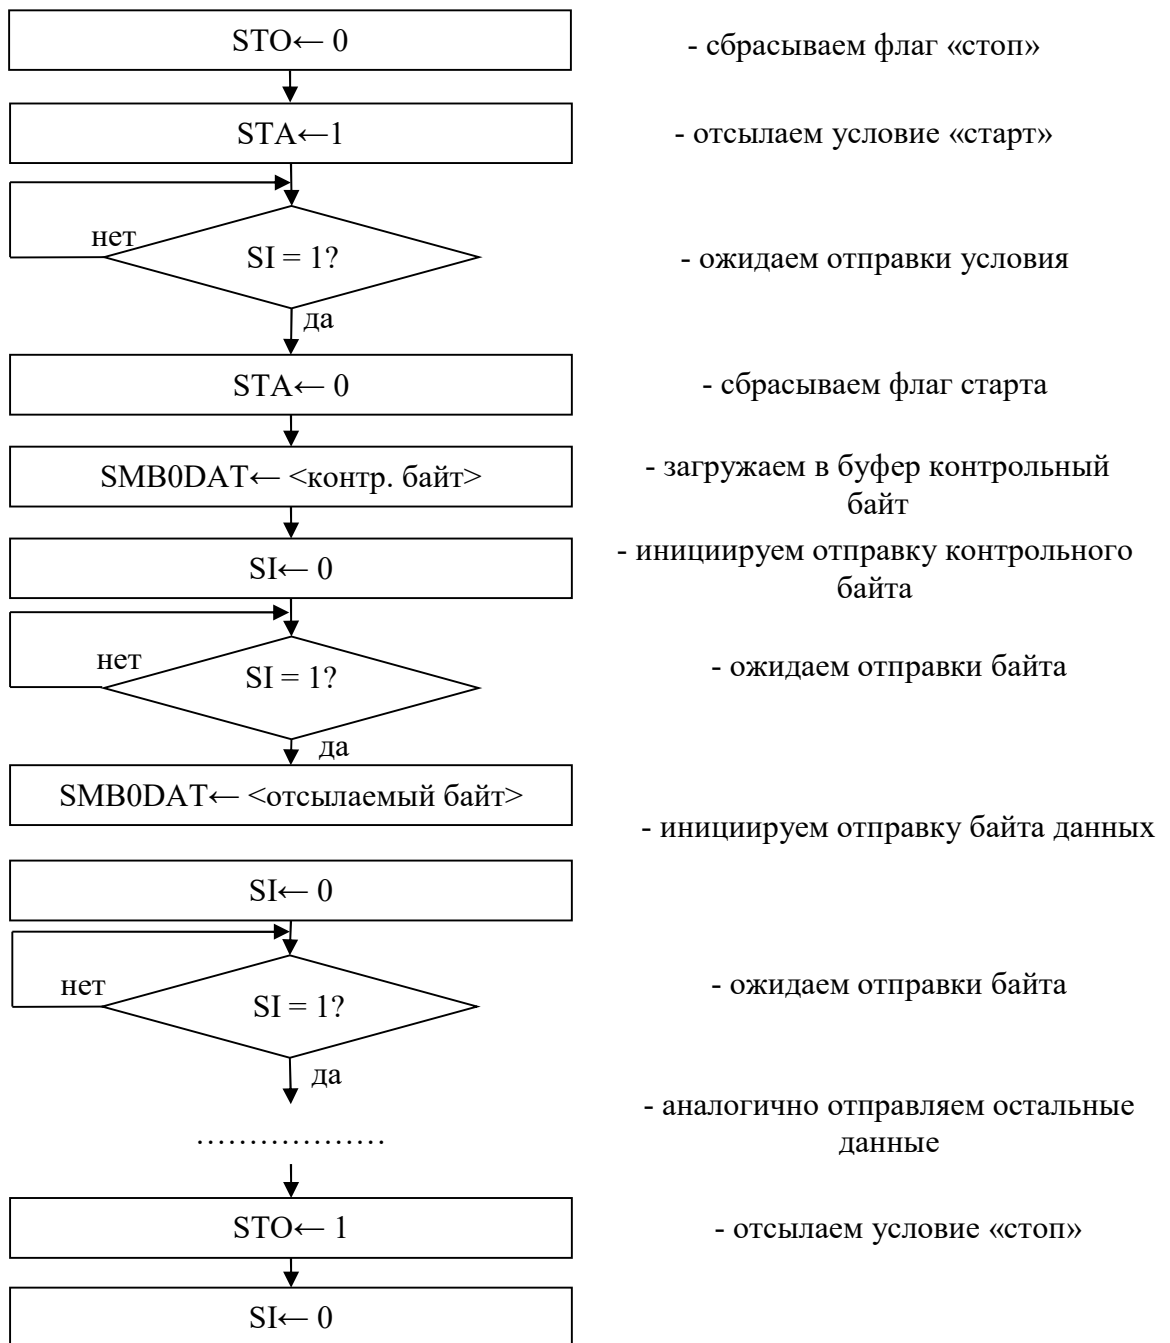 STO← 0
- сбрасываем флаг «стоп»
STA←1
- отсылаем условие «старт»
нет
SI = 1?
- ожидаем отправки условия
да
STA← 0
- сбрасываем флаг старта
SMB0DAT← <контр. байт>
- загружаем в буфер контрольный
байт
SI← 0
- инициируем отправку контрольного
байта
нет
SI = 1?
- ожидаем отправки байта
да
SMB0DAT← <отсылаемый байт>
- инициируем отправку байта данных
SI← 0
нет
SI = 1?
- ожидаем отправки байта
да
- аналогично отправляем остальные
данные
………………
STO← 1
- отсылаем условие «стоп»
SI← 0